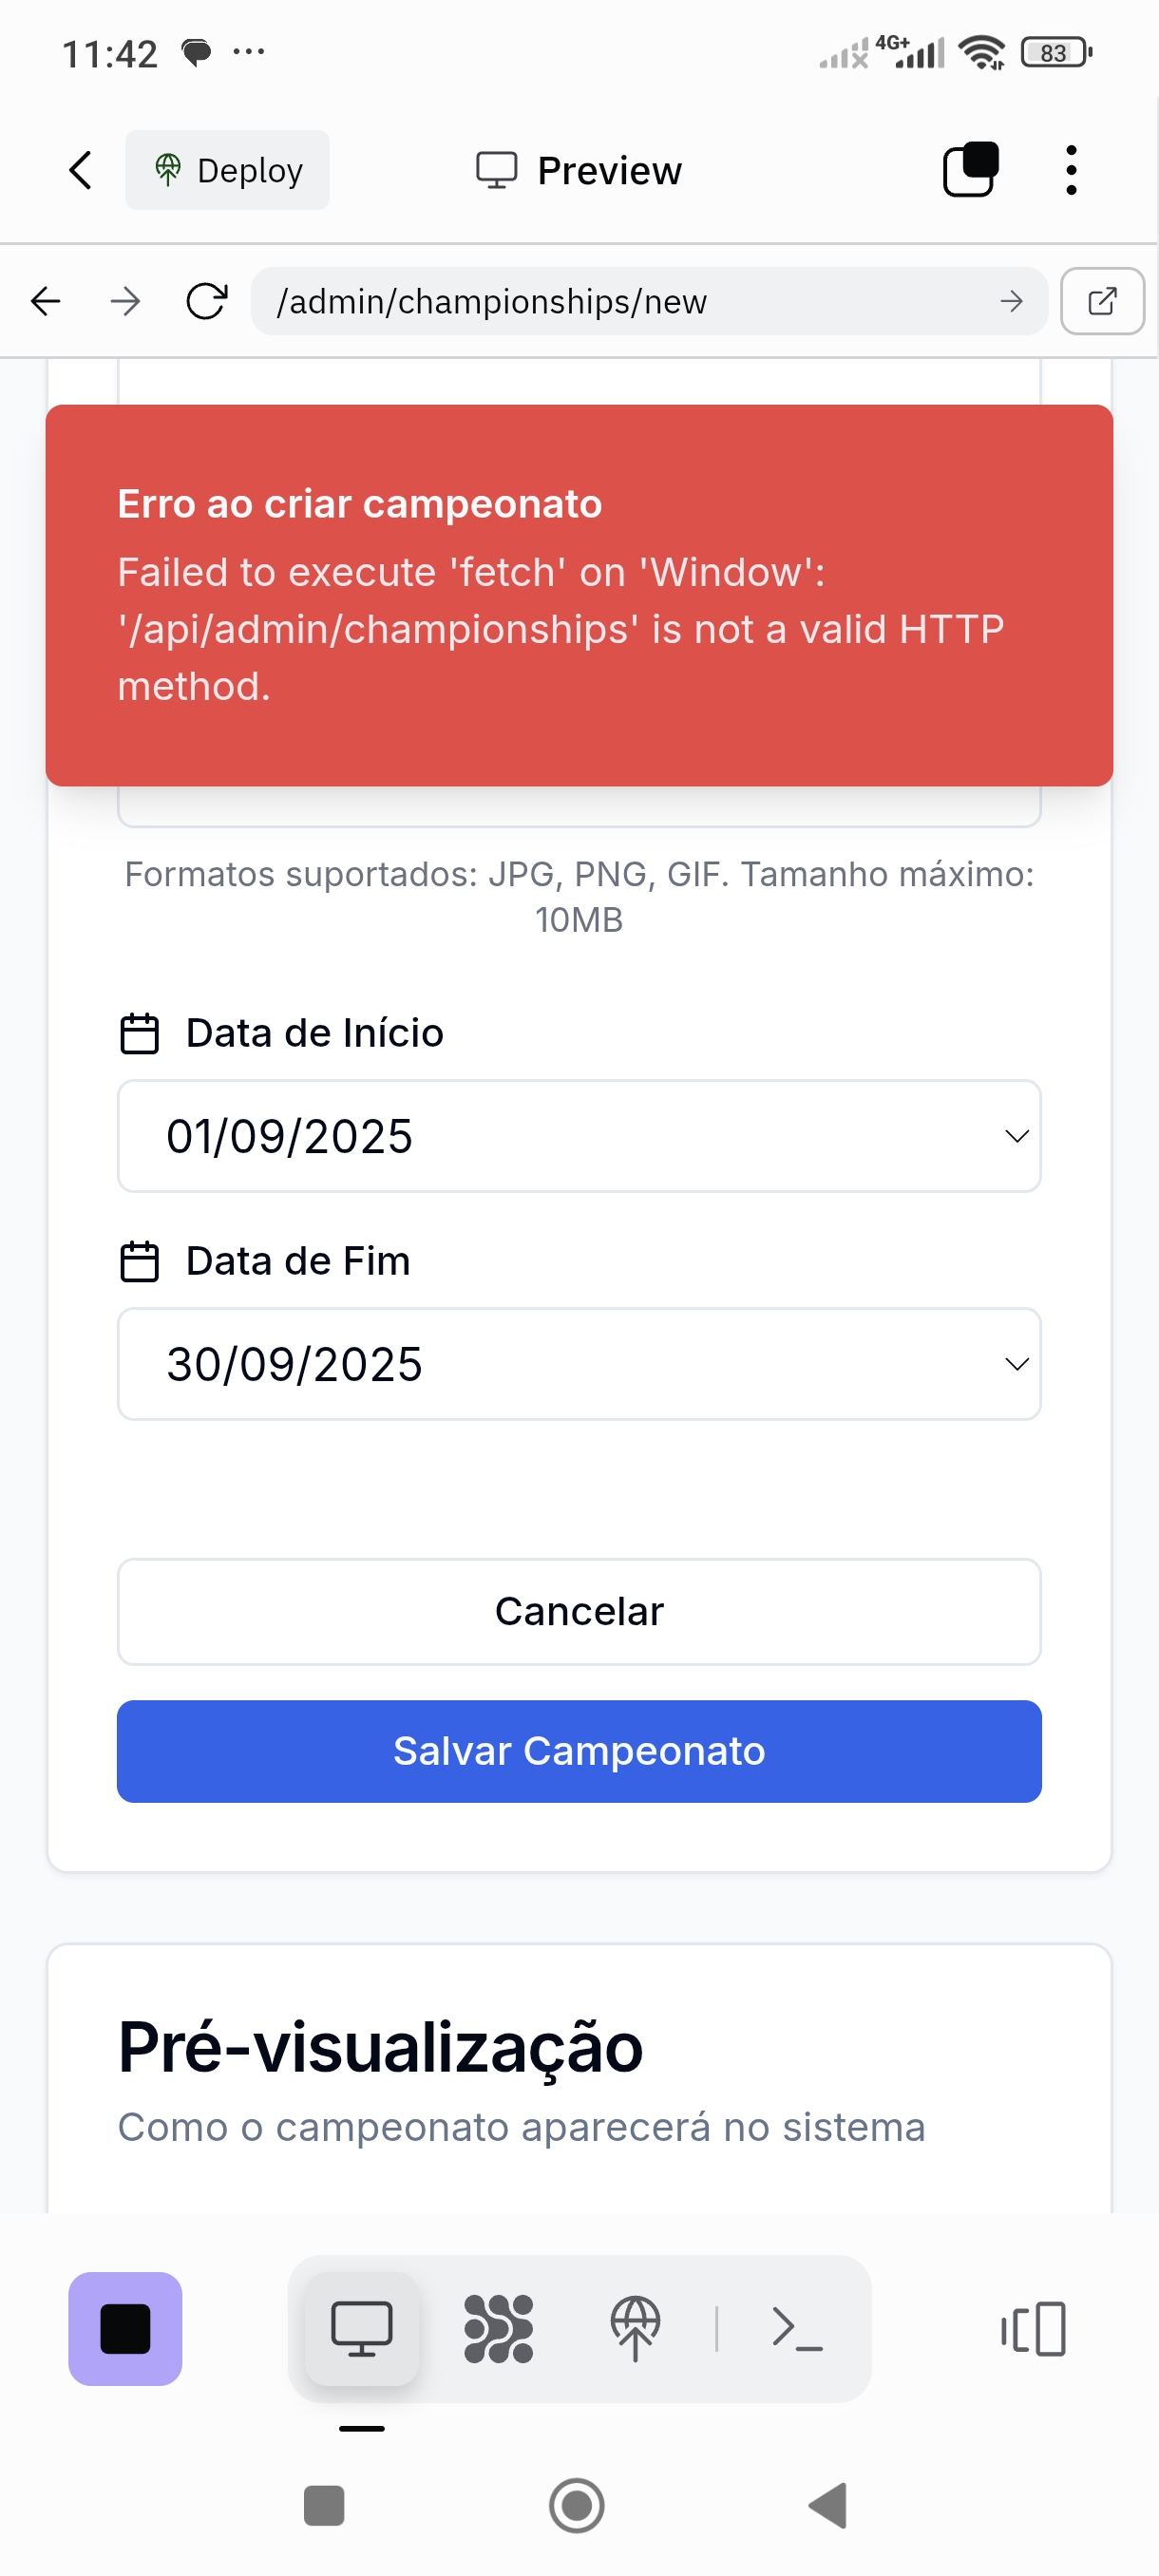 11:42
4G+
83
Deploy
Preview
/admin/championships/new
Erro ao criar campeonato
Failed to execute 'fetch' on 'Window':
'/api/admin/championships' is not a valid HTTP
method.
Formatos suportados: JPG, PNG, GIF. Tamanho máximo:
10MB
Data de Início
01/09/2025
Data de Fim
30/09/2025
Cancelar
Salvar Campeonato
Pré-visualização
Como o campeonato aparecerá no sistema